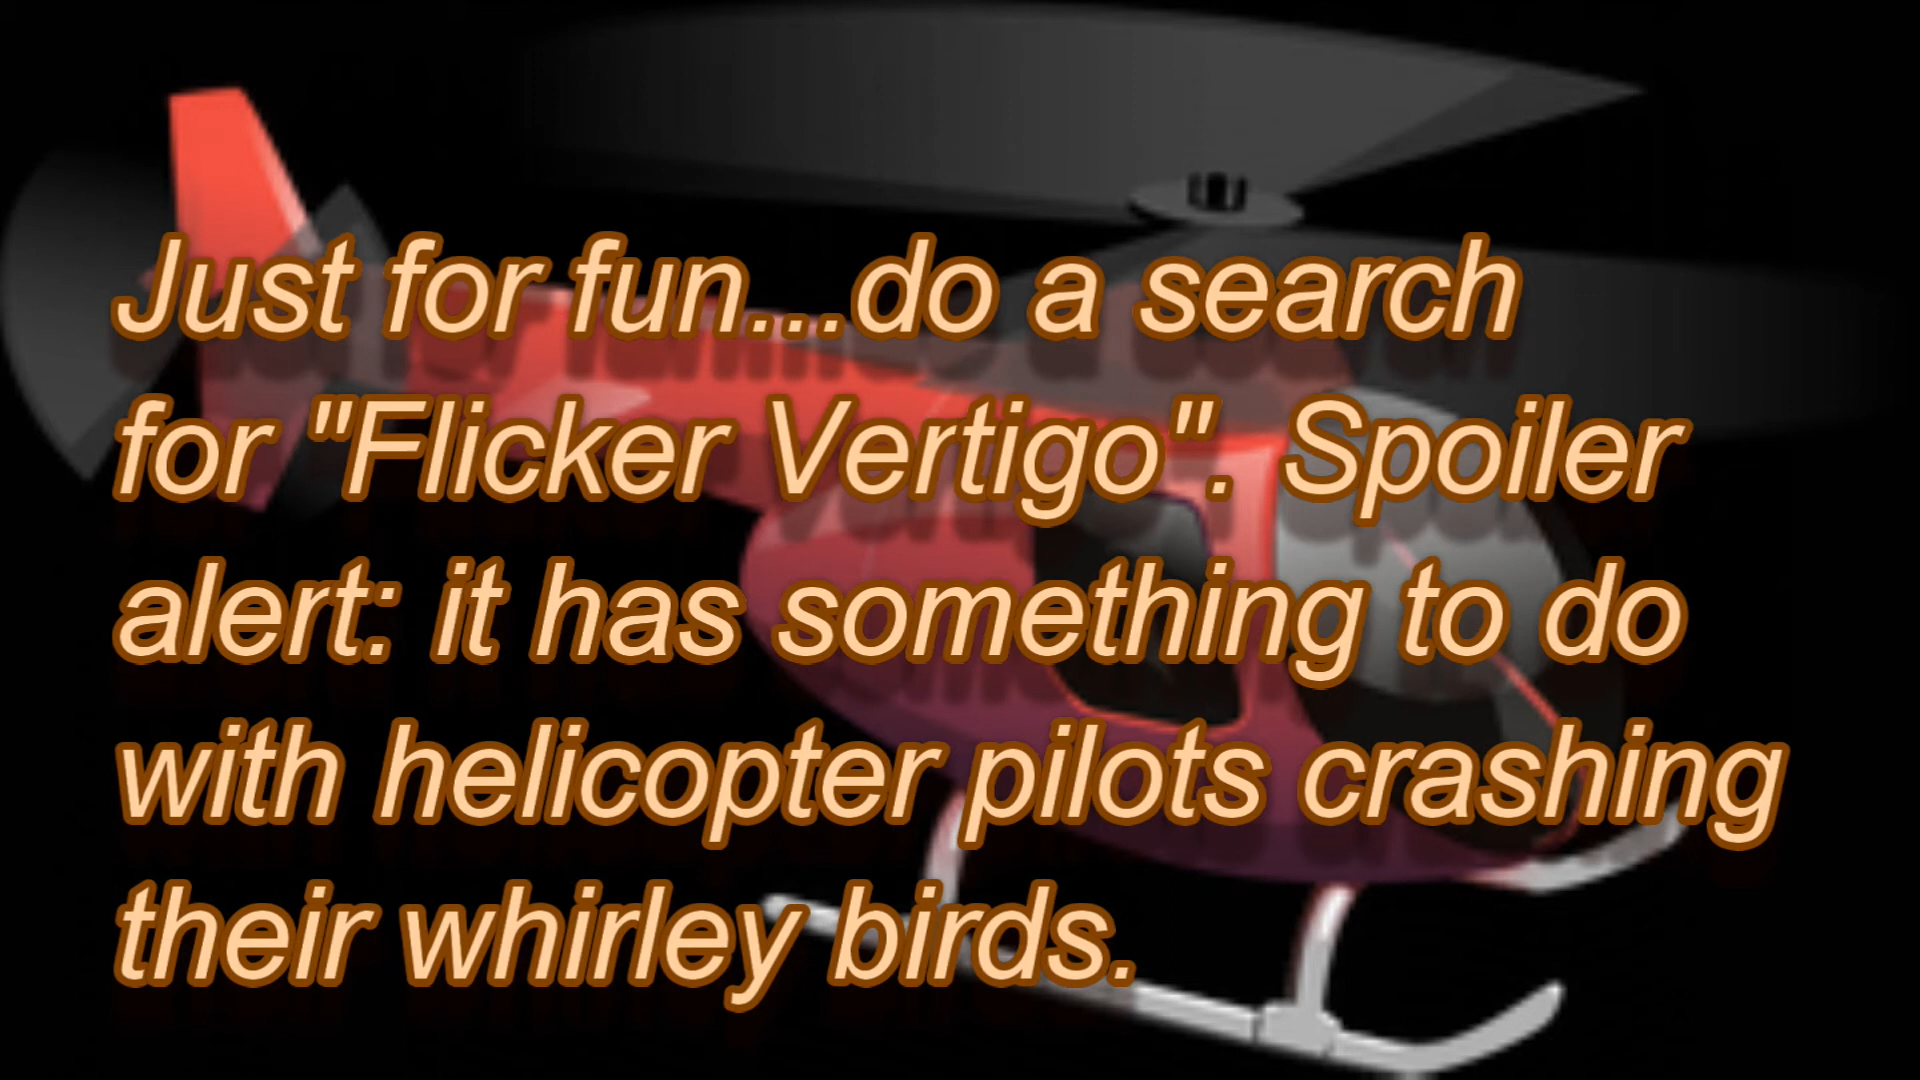 Just for fun...do a search
for "Flicker Vertigo". Spoiler
alert: it has something to do
with helicopter pilots crashing
their whirley birds.